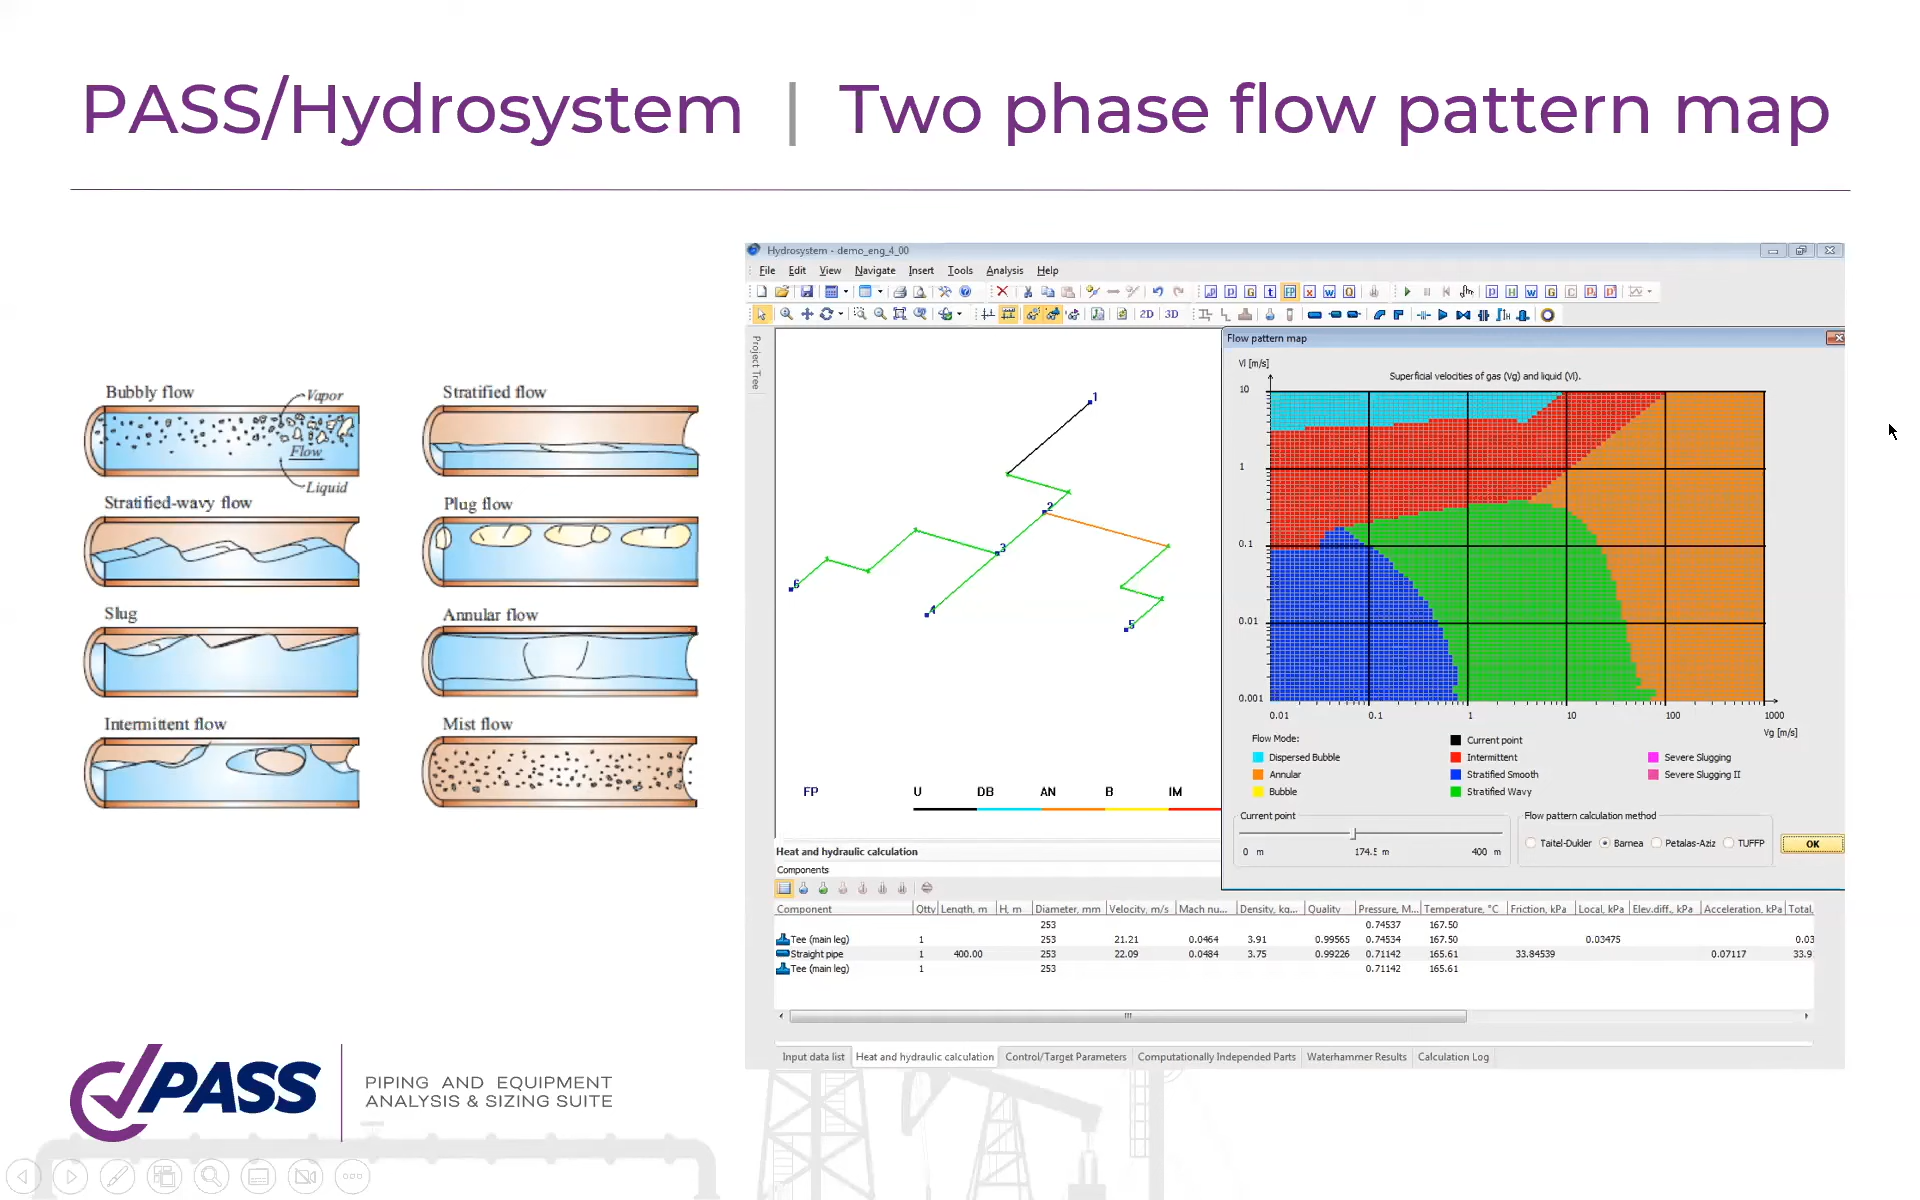 PASS/Hydrosystem | Two phase flow pattern map
Bubbly flow
Vapor
Flow
Liquid
Stratified flow
Stratified-wavy flow
Plug flow
Slug
Annular flow
Intermittent flow
Mist flow
Hydrosystem - demo_eng_4_00
File Edit View Navigate Insert Tools Analysis Help
2D 3D
Project Tree
1
2
3
4
5
6
FP U DB AN B IM
Flow pattern map
Vl [m/s]
Superficial velocities of gas (Vg) and liquid (Vl).
10
1
0.1
0.01
0.001
0.01 0.1 1 10 100 1000
Vg [m/s]
Flow Mode:
Current point
Dispersed Bubble Intermittent Severe Slugging
Annular Stratified Smooth Severe Slugging II
Bubble Stratified Wavy
Current point
0 m 174.5 m 400 m
Flow pattern calculation method
Taitel-Dukler Barnea Petalas-Aziz TUFFP
OK
Heat and hydraulic calculation
Components
Component Qtty Length, m H, m Diameter, mm Velocity, m/s Mach nu... Density, kg... Quality Pressure, M... Temperature, °C Friction, kPa Local, kPa Elev.diff., kPa Acceleration, kPa Total,
253 0.74537 167.50
Tee (main leg) 1 253 21.21 0.0464 3.91 0.99565 0.74534 167.50 0.03475 0.03
Straight pipe 1 400.00 253 22.09 0.0484 3.75 0.99226 0.71142 165.61 33.84539 0.07117 33.9
Tee (main leg) 1 253 0.71142 165.61
Input data list Heat and hydraulic calculation Control/Target Parameters Computationally Independent Parts Waterhammer Results Calculation Log
PASS
PIPING AND EQUIPMENT
ANALYSIS & SIZING SUITE